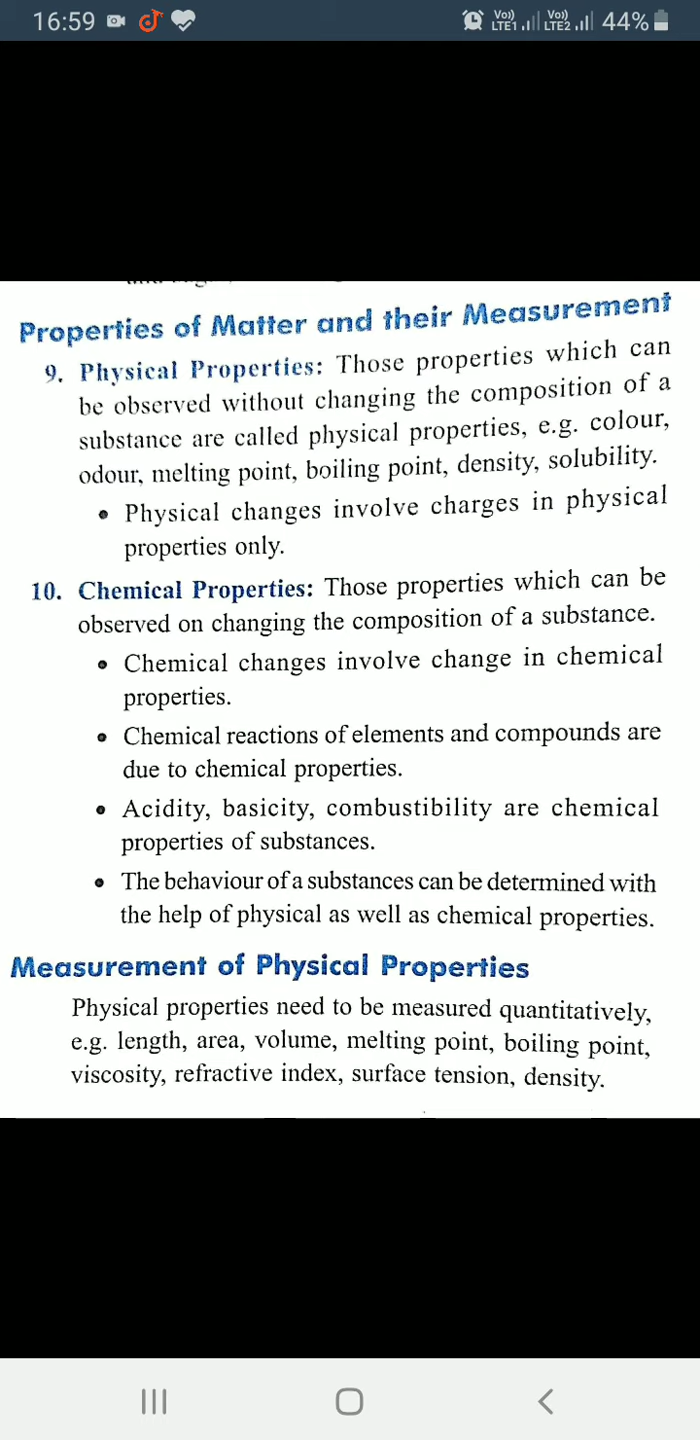 16:59
Vo)) LTE1 Vo)) LTE2 44%
Properties of Matter and their Measurement
9. Physical Properties: Those properties which can
be observed without changing the composition of a
substance are called physical properties, e.g. colour,
odour, melting point, boiling point, density, solubility.
• Physical changes involve charges in physical
properties only.
10. Chemical Properties: Those properties which can be
observed on changing the composition of a substance.
• Chemical changes involve change in chemical
properties.
• Chemical reactions of elements and compounds are
due to chemical properties.
• Acidity, basicity, combustibility are chemical
properties of substances.
• The behaviour of a substances can be determined with
the help of physical as well as chemical properties.
Measurement of Physical Properties
Physical properties need to be measured quantitatively,
e.g. length, area, volume, melting point, boiling point,
viscosity, refractive index, surface tension, density.